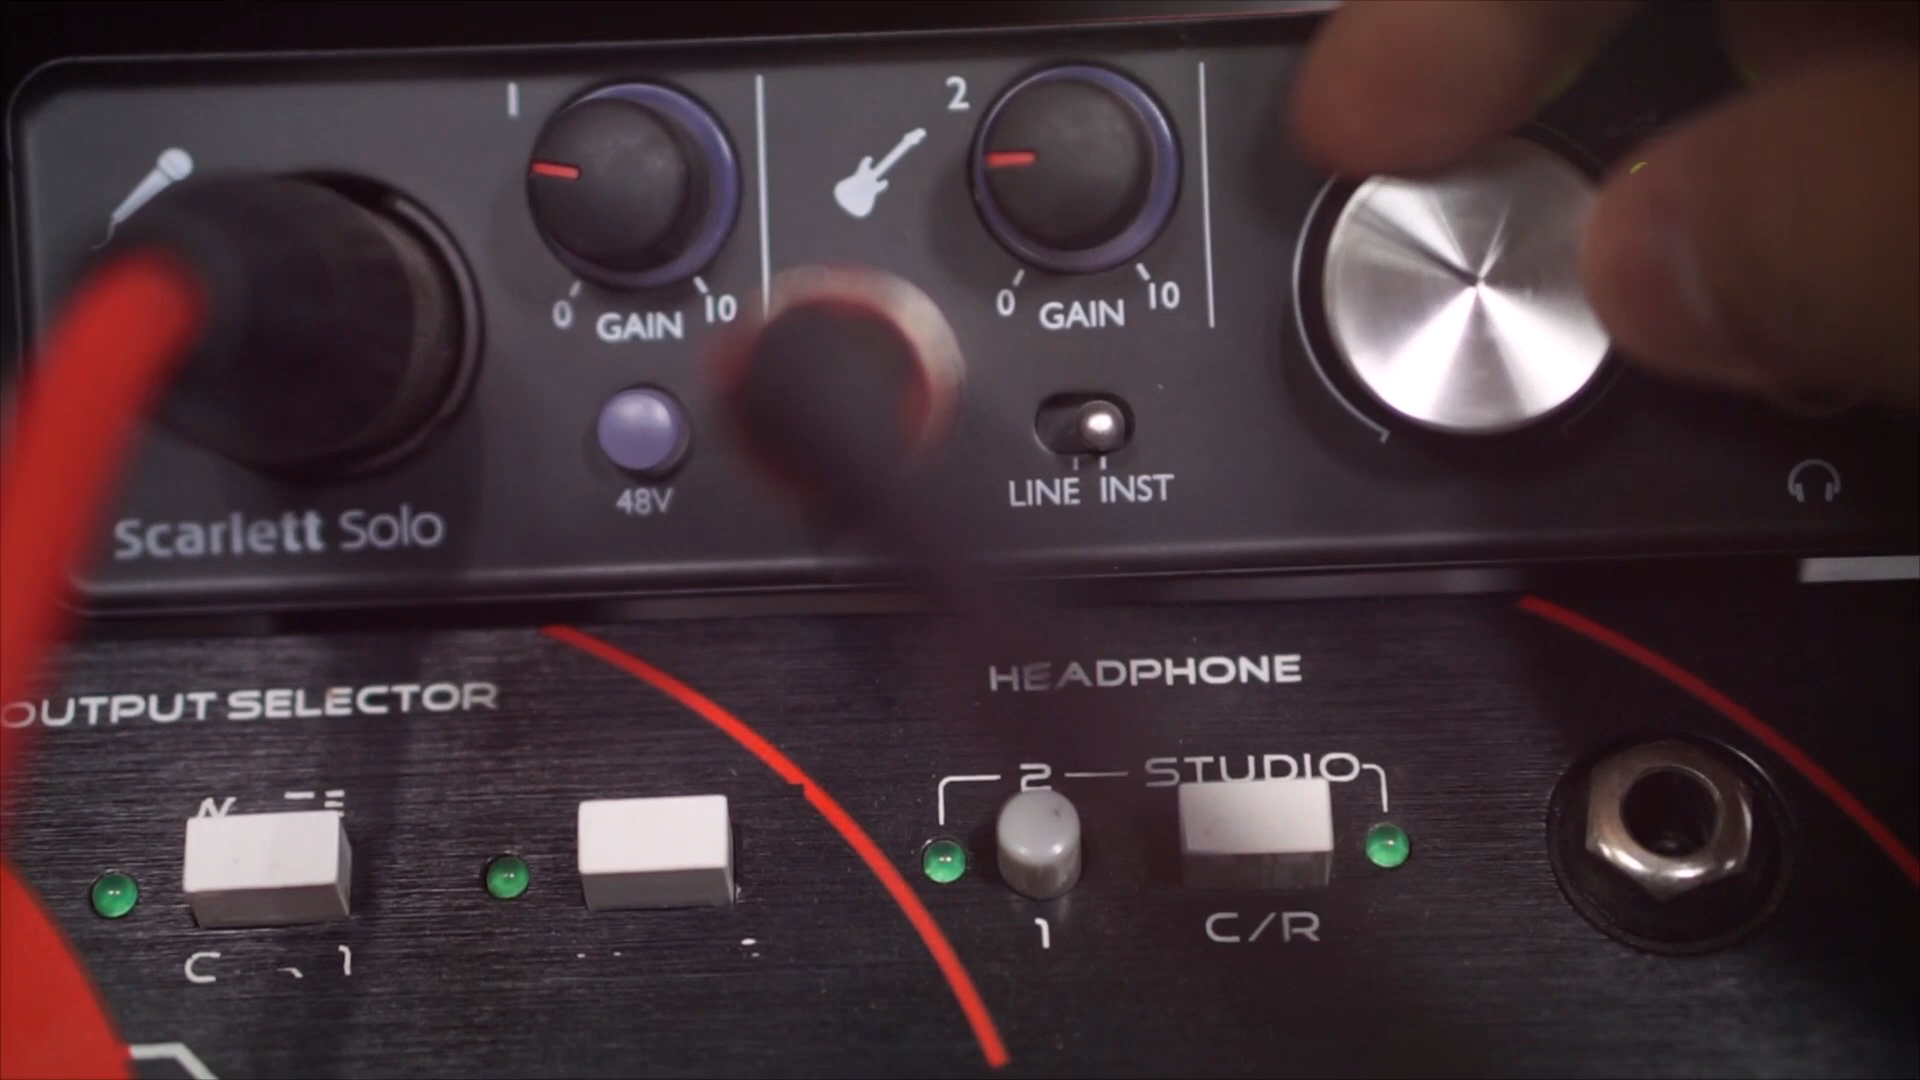 1
2
0 GAIN 10
0 GAIN 10
48V
LINE INST
Scarlett Solo
OUTPUT SELECTOR
HEADPHONE
2 STUDIO
1
C/R